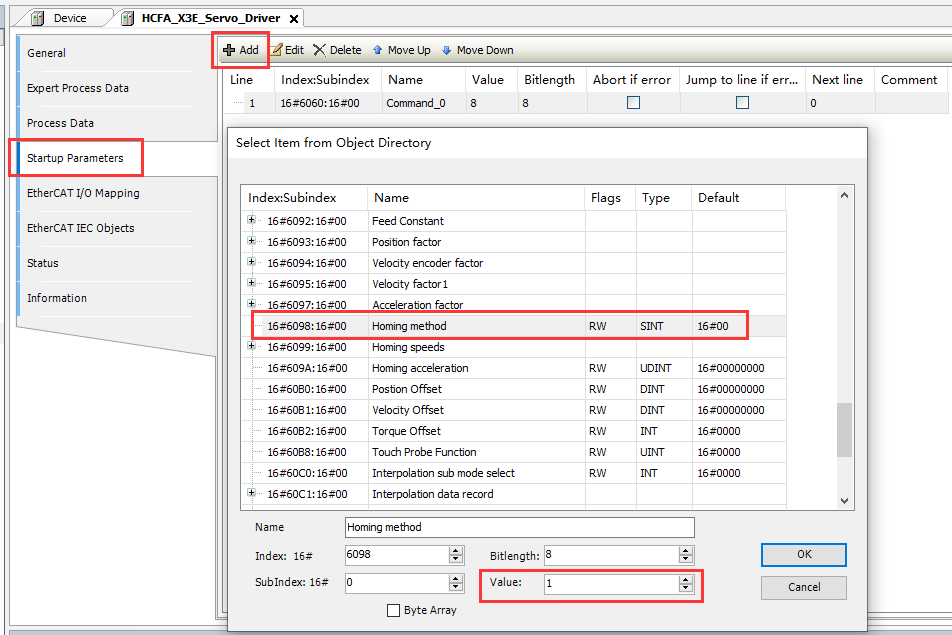 Device HCFA_X3E_Servo_Driver
General
Expert Process Data
Process Data
Startup Parameters
EtherCAT I/O Mapping
EtherCAT IEC Objects
Status
Information
Add Edit Delete Move Up Move Down
Line Index:Subindex Name Value Bitlength Abort if error Jump to line if err... Next line Comment
1 16#6060:16#00 Command_0 8 8 0
Select Item from Object Directory
Index:Subindex Name Flags Type Default
16#6092:16#00 Feed Constant
16#6093:16#00 Position factor
16#6094:16#00 Velocity encoder factor
16#6095:16#00 Velocity factor1
16#6097:16#00 Acceleration factor
16#6098:16#00 Homing method RW SINT 16#00
16#6099:16#00 Homing speeds
16#609A:16#00 Homing acceleration RW UDINT 16#00000000
16#60B0:16#00 Postion Offset RW DINT 16#00000000
16#60B1:16#00 Velocity Offset RW DINT 16#00000000
16#60B2:16#00 Torque Offset RW INT 16#0000
16#60B8:16#00 Touch Probe Function RW UINT 16#0000
16#60C0:16#00 Interpolation sub mode select RW INT 16#0000
16#60C1:16#00 Interpolation data record
Name Homing method
Index: 16# 6098 Bitlength: 8 OK
SubIndex: 16# 0 Value: 1 Cancel
Byte Array